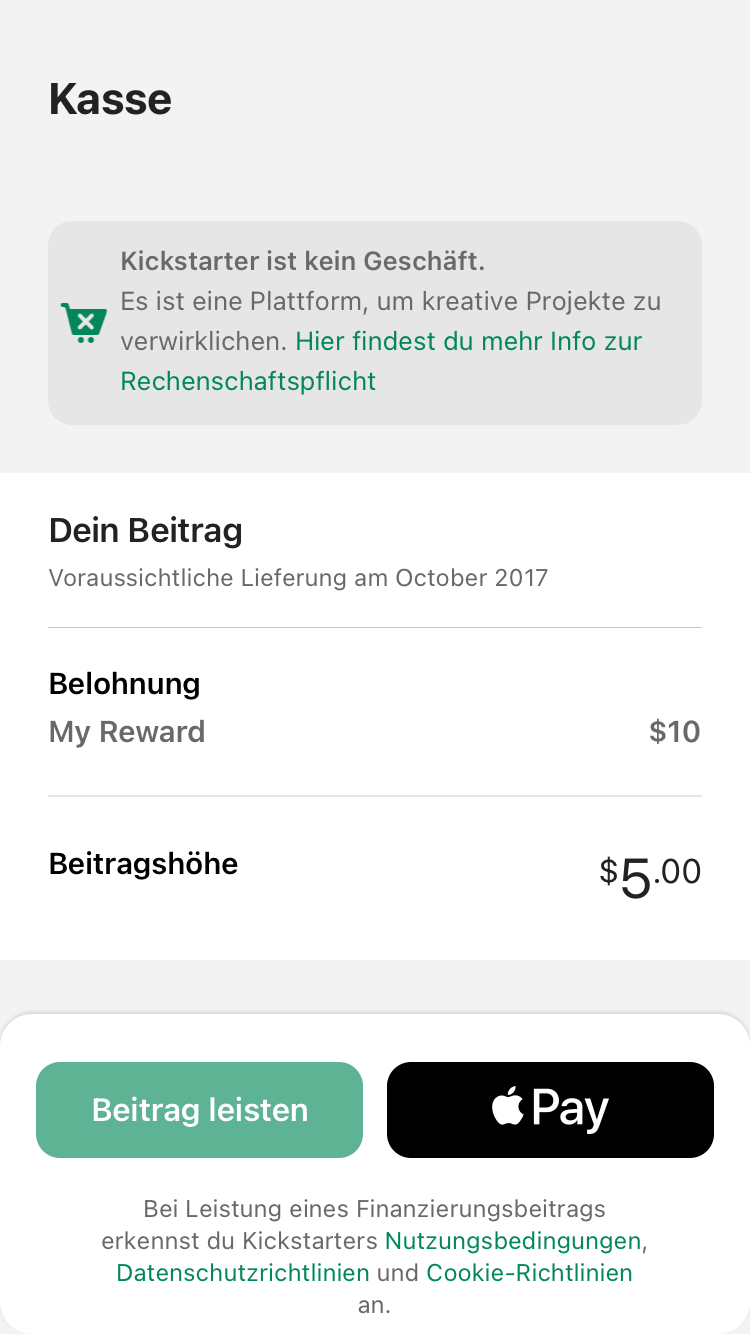 Kasse
Kickstarter ist kein Geschäft.
Es ist eine Plattform, um kreative Projekte zu
verwirklichen. Hier findest du mehr Info zur
Rechenschaftspflicht
Dein Beitrag
Voraussichtliche Lieferung am October 2017
Belohnung
My Reward $10
Beitragshöhe $5.00
Beitrag leisten Pay
Bei Leistung eines Finanzierungsbeitrags
erkennst du Kickstarters Nutzungsbedingungen,
Datenschutzrichtlinien und Cookie-Richtlinien
an.